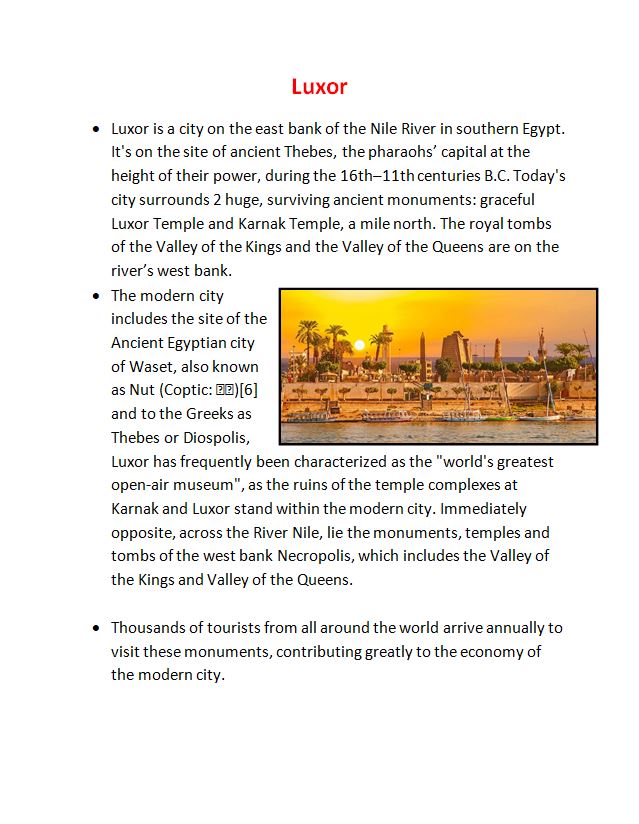 Luxor
• Luxor is a city on the east bank of the Nile River in southern Egypt.
It's on the site of ancient Thebes, the pharaohs’ capital at the
height of their power, during the 16th–11th centuries B.C. Today's
city surrounds 2 huge, surviving ancient monuments: graceful
Luxor Temple and Karnak Temple, a mile north. The royal tombs
of the Valley of the Kings and the Valley of the Queens are on the
river’s west bank.
• The modern city
includes the site of the
Ancient Egyptian city
of Waset, also known
as Nut (Coptic: )[6]
and to the Greeks as
Thebes or Diospolis,
Luxor has frequently been characterized as the "world's greatest
open-air museum", as the ruins of the temple complexes at
Karnak and Luxor stand within the modern city. Immediately
opposite, across the River Nile, lie the monuments, temples and
tombs of the west bank Necropolis, which includes the Valley of
the Kings and Valley of the Queens.
• Thousands of tourists from all around the world arrive annually to
visit these monuments, contributing greatly to the economy of
the modern city.